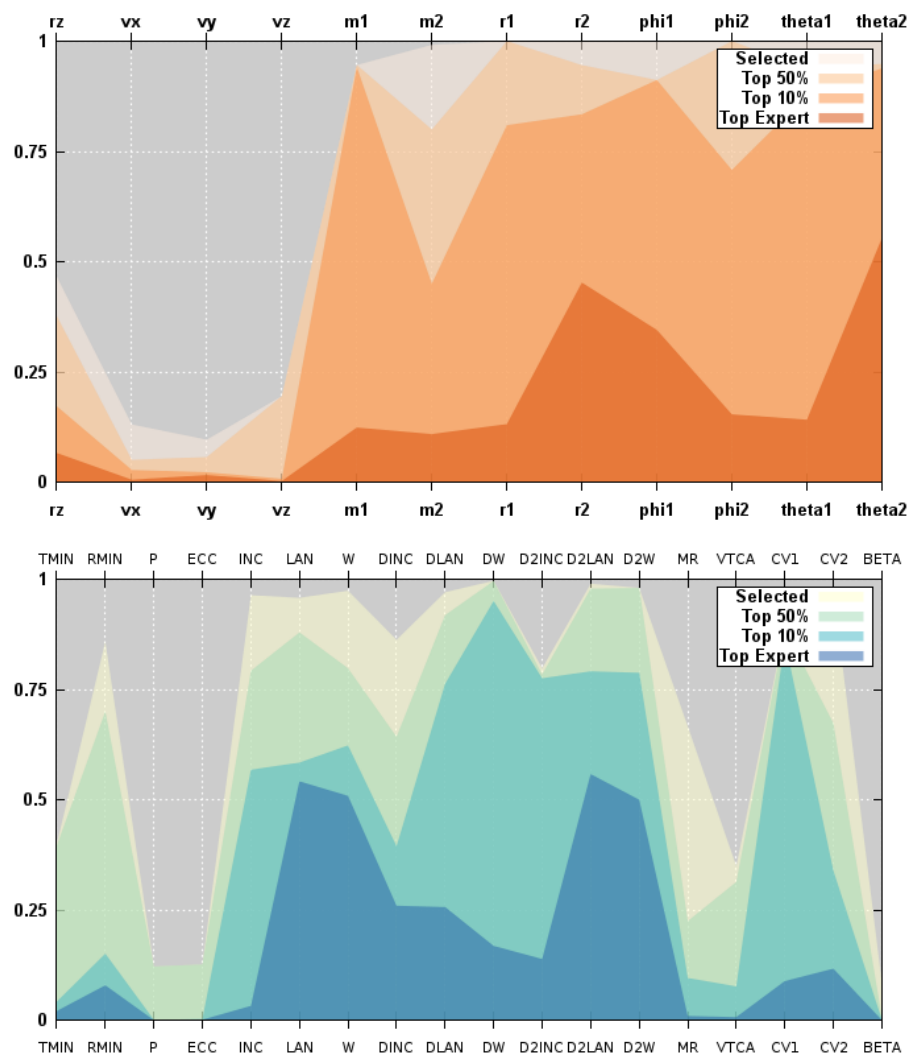 rz vx vy vz m1 m2 r1 r2 phi1 phi2 theta1 theta2
1
Selected
Top 50%
Top 10%
Top Expert
0.75
0.5
0.25
0
rz vx vy vz m1 m2 r1 r2 phi1 phi2 theta1 theta2
TMIN RMIN P ECC INC LAN W DINC DLAN DW D2INC D2LAN D2W MR VTCA CV1 CV2 BETA
1
Selected
Top 50%
Top 10%
Top Expert
0.75
0.5
0.25
0
TMIN RMIN P ECC INC LAN W DINC DLAN DW D2INC D2LAN D2W MR VTCA CV1 CV2 BETA